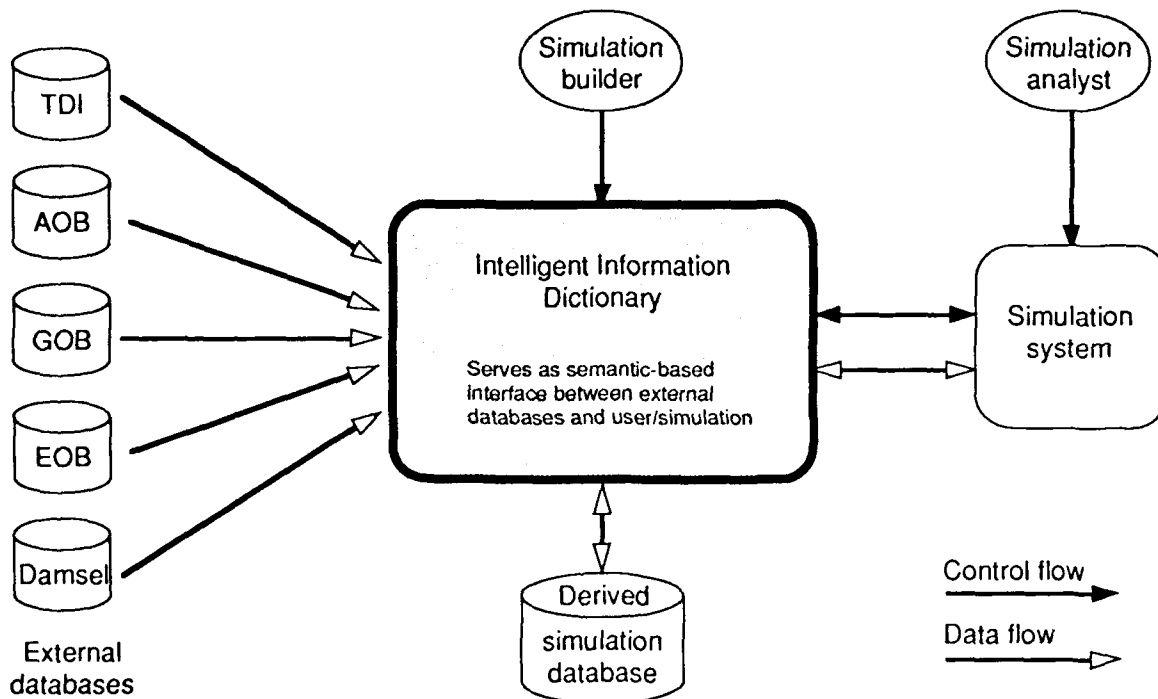 Simulation
builder
Simulation
analyst
TDI
AOB
GOB
EOB
Damsel
External
databases
Intelligent Information
Dictionary
Serves as semantic-based
interface between external
databases and user/simulation
Simulation
system
Derived
simulation
database
Control flow
Data flow